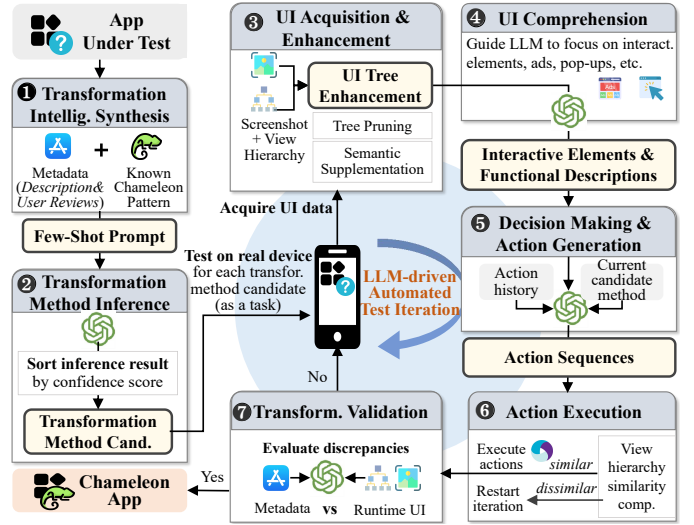 App
Under Test
?
❶ Transformation
Intellig. Synthesis
+
Metadata
(Description&
User Reviews)
Known
Chameleon
Pattern
Few-Shot Prompt
❷ Transformation
Method Inference
Sort inference result
by confidence score
Transformation
Method Cand.
Chameleon
App
❸ UI Acquisition &
Enhancement
UI Tree
Enhancement
Screenshot
+ View
Hierarchy
Tree Pruning
Semantic
Supplementation
Acquire UI data
Test on real device
for each transfor.
method candidate
(as a task)
?
LLM-driven
Automated
Test Iteration
No
❹ UI Comprehension
Guide LLM to focus on interact.
elements, ads, pop-ups, etc.
Ads
Interactive Elements &
Functional Descriptions
❺ Decision Making &
Action Generation
Action
history
Current
candidate
method
Action Sequences
❻ Action Execution
Execute
actions
similar
Restart
iteration
dissimilar
View
hierarchy
similarity
comp.
❼ Transform. Validation
Evaluate discrepancies
Metadata vs Runtime UI
Yes